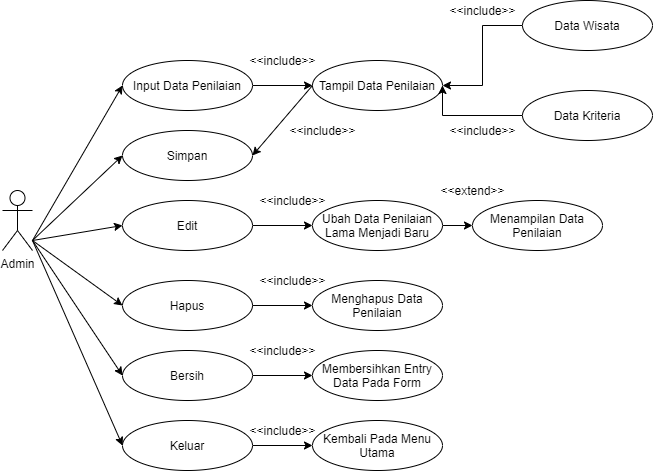 <<include>>
Data Wisata
<<include>>
Input Data Penilaian
Tampil Data Penilaian
Data Kriteria
<<include>>
<<include>>
Simpan
<<extend>>
<<include>>
Edit
Ubah Data Penilaian
Lama Menjadi Baru
Menampilan Data
Penilaian
Admin
<<include>>
Hapus
Menghapus Data
Penilaian
<<include>>
Bersih
Membersihkan Entry
Data Pada Form
<<include>>
Keluar
Kembali Pada Menu
Utama